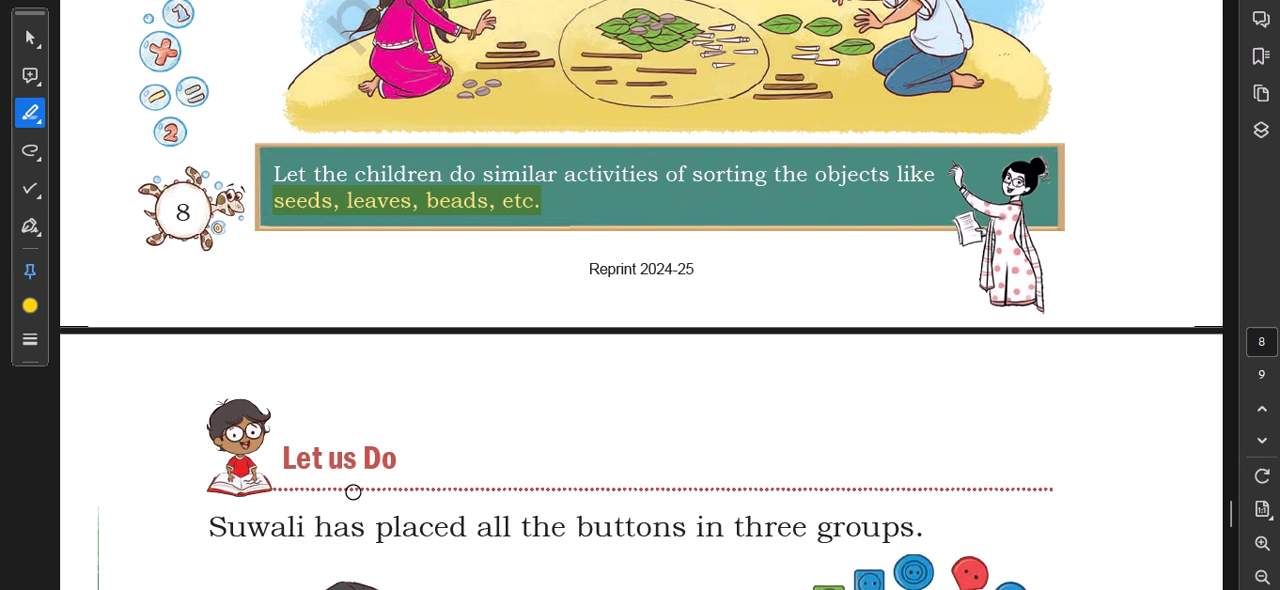 2
Let the children do similar activities of sorting the objects like
seeds, leaves, beads, etc.
8
Reprint 2024-25
8
9
Let us Do
Suwali has placed all the buttons in three groups.